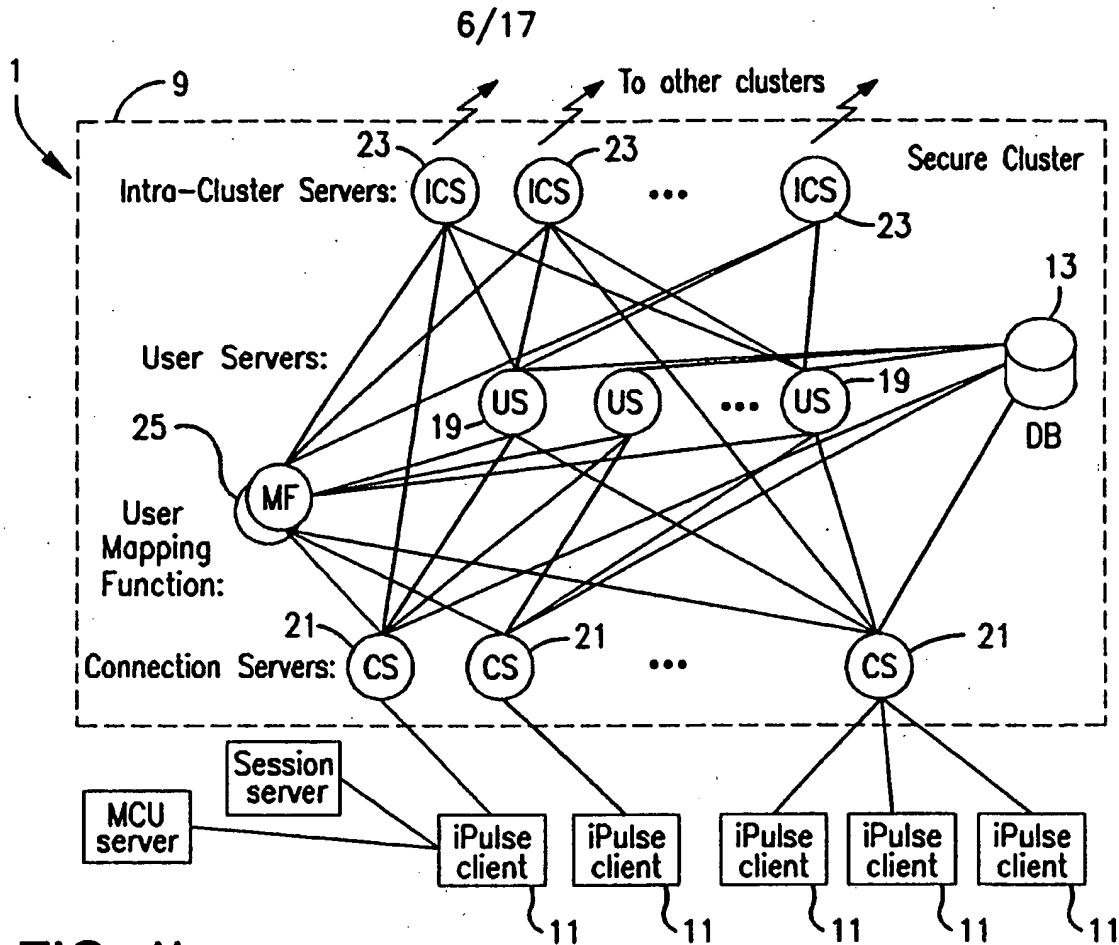 6/17
1
9
To other clusters
23
23
Secure Cluster
Intra-Cluster Servers:
ICS
ICS
...
ICS
23
13
User Servers:
US
US
...
US
19
19
DB
25
MF
User
Mapping
Function:
21
21
21
Connection Servers:
CS
CS
...
CS
Session
server
MCU
server
iPulse
client
iPulse
client
iPulse
client
iPulse
client
iPulse
client
11
11
11
11
11